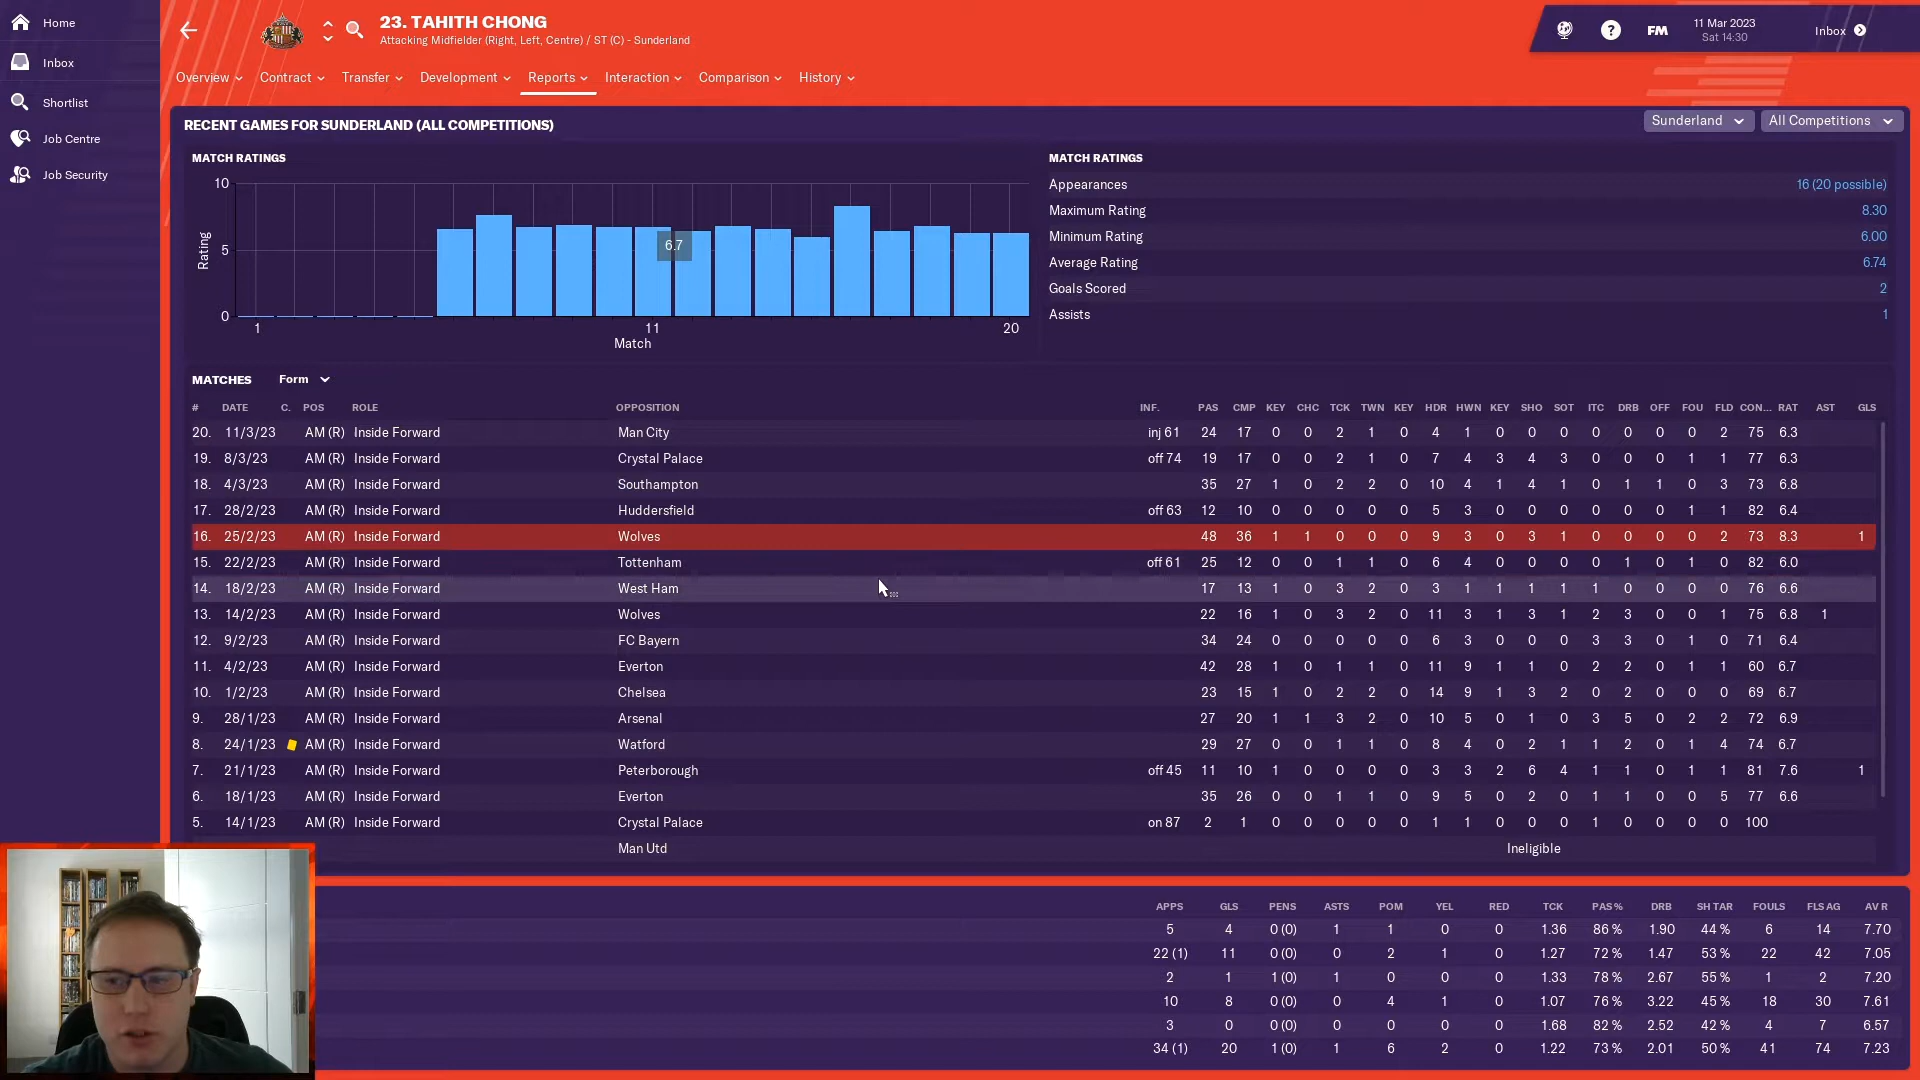 Home
Inbox
Shortlist
Job Centre
Job Security
23. TAHITH CHONG
Attacking Midfielder (Right, Left, Centre) / ST (C) - Sunderland
FM
11 Mar 2023
Sat 14:30
Inbox
Overview Contract Transfer Development Reports Interaction Comparison History
RECENT GAMES FOR SUNDERLAND (ALL COMPETITIONS)
Sunderland All Competitions
MATCH RATINGS
10
5
0
Rating
6.7
1 11 20
Match
MATCH RATINGS
Appearances 16 (20 possible)
Maximum Rating 8.30
Minimum Rating 6.00
Average Rating 6.74
Goals Scored 2
Assists 1
MATCHES Form
# DATE C. POS ROLE OPPOSITION INF. PAS CMP KEY CHC TCK TWN KEY HDR HWN KEY SHO SOT ITC DRB OFF FOU FLD CON... RAT AST GLS
20. 11/3/23 AM (R) Inside Forward Man City inj 61 24 17 0 0 2 1 0 4 1 0 0 0 0 0 0 0 2 75 6.3
19. 8/3/23 AM (R) Inside Forward Crystal Palace off 74 19 17 0 0 2 1 0 7 4 3 4 3 0 0 0 1 1 77 6.3
18. 4/3/23 AM (R) Inside Forward Southampton 35 27 1 0 2 2 0 10 4 1 4 1 0 1 1 0 3 73 6.8
17. 28/2/23 AM (R) Inside Forward Huddersfield off 63 12 10 0 0 0 0 0 5 3 0 0 0 0 0 0 1 1 82 6.4
16. 25/2/23 AM (R) Inside Forward Wolves 48 36 1 1 0 0 0 9 3 0 3 1 0 0 0 0 2 73 8.3 1
15. 22/2/23 AM (R) Inside Forward Tottenham off 61 25 12 0 0 1 1 0 6 4 0 0 0 0 1 0 1 0 82 6.0
14. 18/2/23 AM (R) Inside Forward West Ham 17 13 1 0 3 2 0 3 1 1 1 1 1 0 0 0 0 76 6.6
13. 14/2/23 AM (R) Inside Forward Wolves 22 16 1 0 3 2 0 11 3 1 3 1 2 3 0 0 1 75 6.8 1
12. 9/2/23 AM (R) Inside Forward FC Bayern 34 24 0 0 0 0 0 6 3 0 0 0 3 3 0 1 0 71 6.4
11. 4/2/23 AM (R) Inside Forward Everton 42 28 1 0 1 1 0 11 9 1 1 0 2 2 0 1 1 60 6.7
10. 1/2/23 AM (R) Inside Forward Chelsea 23 15 1 0 2 2 0 14 9 1 3 2 0 2 0 0 0 69 6.7
9. 28/1/23 AM (R) Inside Forward Arsenal 27 20 1 1 3 2 0 10 5 0 1 0 3 5 0 2 2 72 6.9
8. 24/1/23 AM (R) Inside Forward Watford 29 27 0 0 1 1 0 8 4 0 2 1 1 2 0 1 4 74 6.7
7. 21/1/23 AM (R) Inside Forward Peterborough off 45 11 10 1 0 0 0 0 3 3 2 6 4 1 1 0 1 1 81 7.6 1
6. 18/1/23 AM (R) Inside Forward Everton 35 26 0 0 1 1 0 9 5 0 2 0 1 1 0 0 5 77 6.6
5. 14/1/23 AM (R) Inside Forward Crystal Palace on 87 2 1 0 0 0 0 0 1 1 0 0 0 1 0 0 0 0 100
Man Utd Ineligible
APPS GLS PENS ASTS POM YEL RED TCK PAS % DRB SH TAR FOULS FLS AG AV R
5 4 0 (0) 1 1 0 0 1.36 86 % 1.90 44 % 6 14 7.70
22 (1) 11 0 (0) 0 2 1 0 1.27 72 % 1.47 53 % 22 42 7.05
2 1 1 (0) 1 0 0 0 1.33 78 % 2.67 55 % 1 2 7.20
10 8 0 (0) 0 4 1 0 1.07 76 % 3.22 45 % 18 30 7.61
3 0 0 (0) 0 0 0 0 1.68 82 % 2.52 42 % 4 7 6.57
34 (1) 20 1 (0) 1 6 2 0 1.22 73 % 2.01 50 % 41 74 7.23